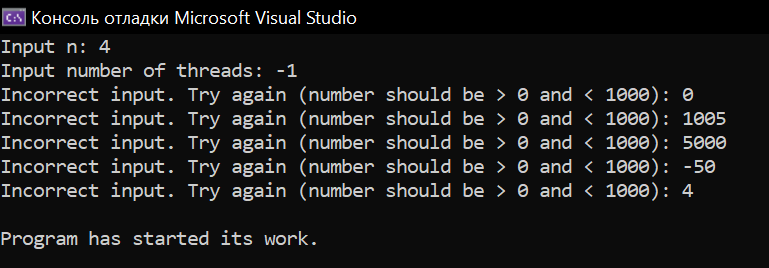 Консоль отладки Microsoft Visual Studio
Input n: 4
Input number of threads: -1
Incorrect input. Try again (number should be > 0 and < 1000): 0
Incorrect input. Try again (number should be > 0 and < 1000): 1005
Incorrect input. Try again (number should be > 0 and < 1000): 5000
Incorrect input. Try again (number should be > 0 and < 1000): -50
Incorrect input. Try again (number should be > 0 and < 1000): 4
Program has started its work.